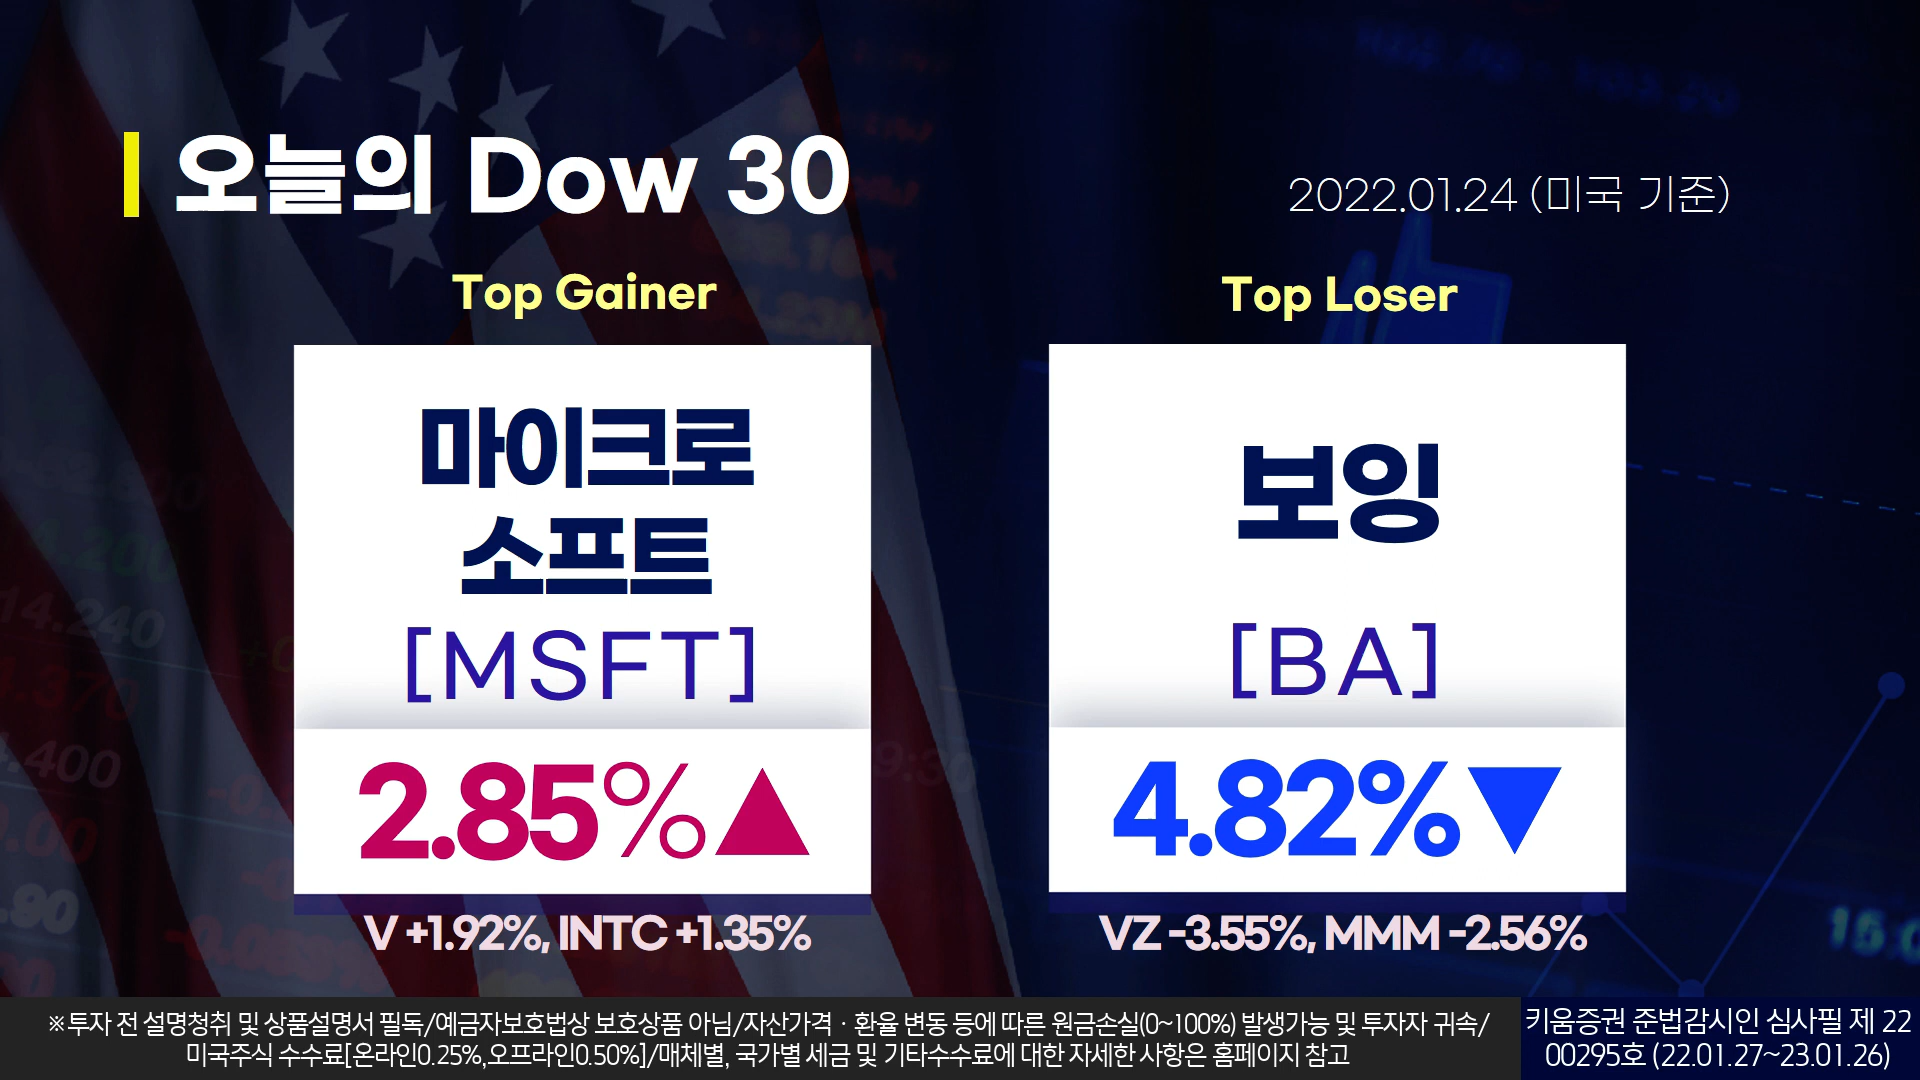 오늘의 Dow 30
2022.01.24 (미국 기준)
Top Gainer
마이크로
소프트
[MSFT]
2.85%▲
V +1.92%, INTC +1.35%
Top Loser
보잉
[BA]
4.82%▼
VZ -3.55%, MMM -2.56%
※투자 전 설명청취 및 상품설명서 필독/예금자보호법상 보호상품 아님/자산가격 · 환율 변동 등에 따른 원금손실(0~100%) 발생가능 및 투자자 귀속/
미국주식 수수료[온라인0.25%,오프라인0.50%]/매체별, 국가별 세금 및 기타수수료에 대한 자세한 사항은 홈페이지 참고
키움증권 준법감시인 심사필 제 22
00295호 (22.01.27~23.01.26)